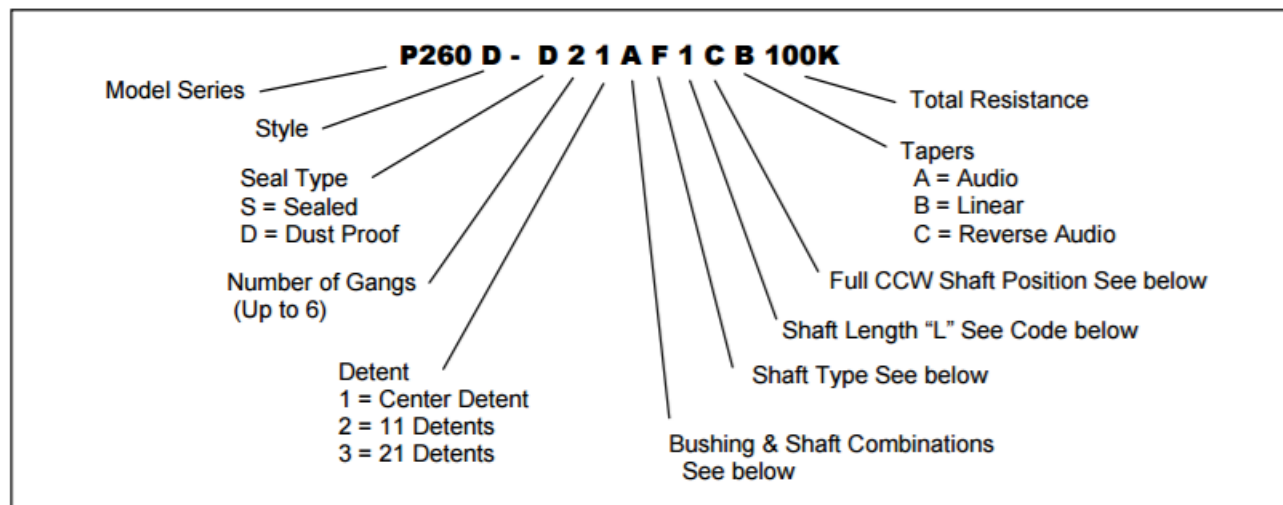 P260 D - D 2 1 A F 1 C B 100K
Model Series
Total Resistance
Style
Tapers
A = Audio
B = Linear
C = Reverse Audio
Seal Type
S = Sealed
D = Dust Proof
Number of Gangs
(Up to 6)
Full CCW Shaft Position See below
Shaft Length “L” See Code below
Shaft Type See below
Detent
1 = Center Detent
2 = 11 Detents
3 = 21 Detents
Bushing & Shaft Combinations
See below